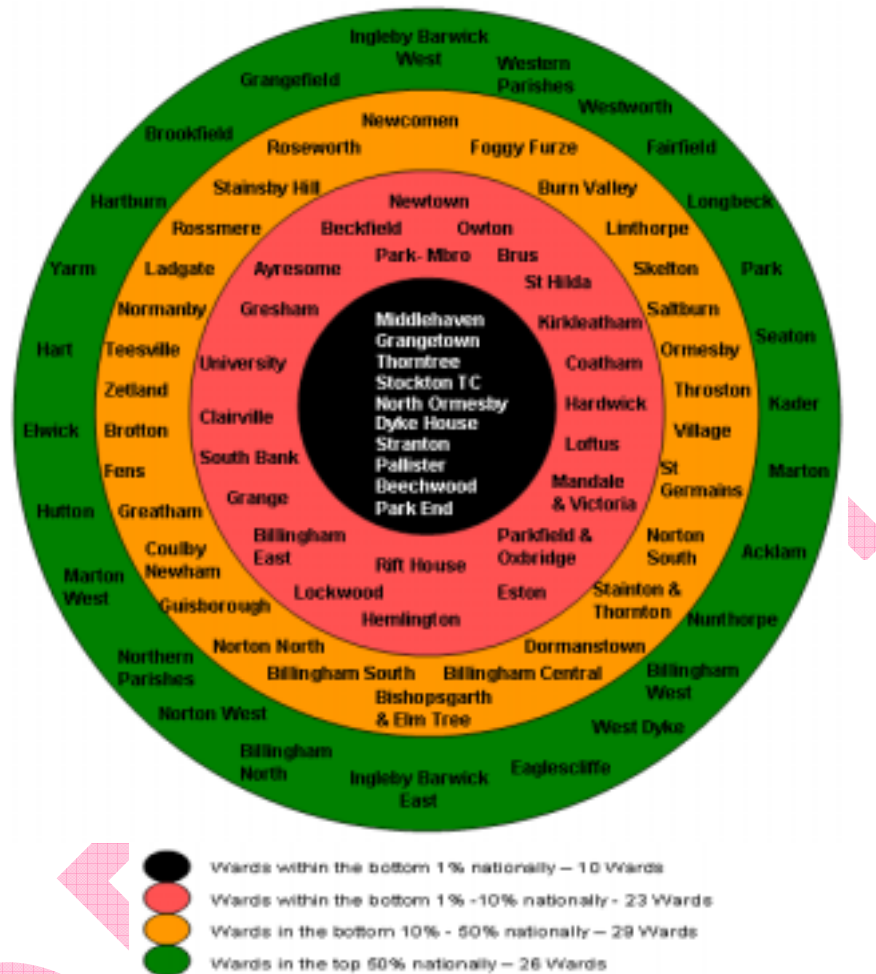 Ingleby Barwick
West
Western
Parishes
Grangefield
Westworth
Brookfield
Fairfield
Hartburn
Longbeck
Yarm
Park
Hart
Seaton
Elwick
Kader
Hutton
Marton
Marton
West
Acklam
Northern
Parishes
Nunthorpe
Norton West
Billingham
West
Billingham
North
West Dyke
Ingleby Barwick
East
Eaglescliffe
Newcomen
Roseworth
Foggy Furze
Stainsby Hill
Burn Valley
Rossmere
Linthorpe
Ladgate
Skelton
Normanby
Saltburn
Teesville
Ormesby
Zetland
Throston
Brotton
Village
Fens
St
Germains
Greatham
Norton
South
Coulby
Newham
Stainton &
Thornton
Guisborough
Dormanstown
Norton North
Billingham South
Billingham Central
Bishopsgarth
& Elm Tree
Newtown
Beckfield
Owton
Park- Mbro
Brus
Ayresome
St Hilda
Gresham
Kirkleatham
University
Coatham
Clairville
Hardwick
South Bank
Loftus
Grange
Mandale
& Victoria
Billingham
East
Parkfield &
Oxbridge
Rift House
Lockwood
Eston
Hemlington
Middlehaven
Grangetown
Thorntree
Stockton TC
North Ormesby
Dyke House
Stranton
Pallister
Beechwood
Park End
Wards within the bottom 1% nationally – 10 Wards
Wards within the bottom 1% -10% nationally - 23 Wards
Wards in the bottom 10% - 50% nationally – 29 Wards
Wards in the top 50% nationally – 26 Wards